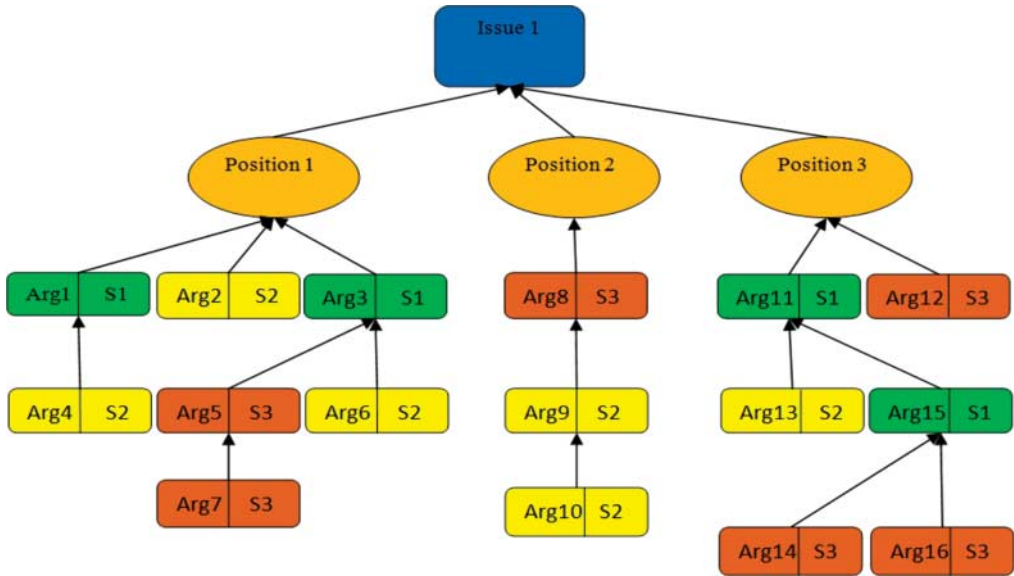 Issue 1
Position 1 Position 2 Position 3
Arg1 S1 Arg2 S2 Arg3 S1 Arg8 S3 Arg11 S1 Arg12 S3
Arg4 S2 Arg5 S3 Arg6 S2 Arg9 S2 Arg13 S2 Arg15 S1
Arg7 S3 Arg10 S2
Arg14 S3 Arg16 S3